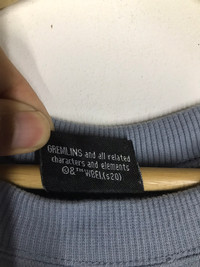 GREMLINS and all related
characters and elements
©&™ WBEI.(s20)